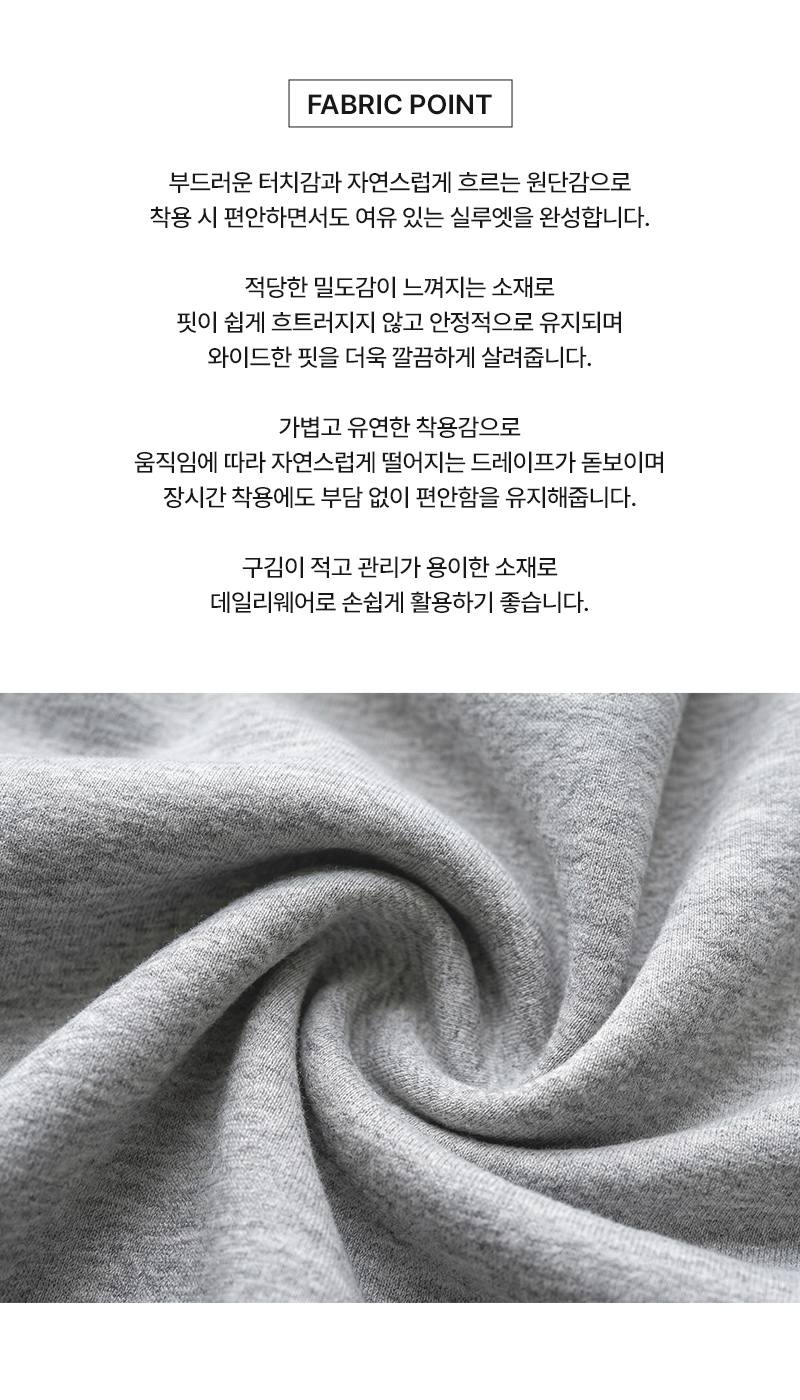 FABRIC POINT
부드러운 터치감과 자연스럽게 흐르는 원단감으로
착용 시 편안하면서도 여유 있는 실루엣을 완성합니다.
적당한 밀도감이 느껴지는 소재로
핏이 쉽게 흐트러지지 않고 안정적으로 유지되며
와이드한 핏을 더욱 깔끔하게 살려줍니다.
가볍고 유연한 착용감으로
움직임에 따라 자연스럽게 떨어지는 드레이프가 돋보이며
장시간 착용에도 부담 없이 편안함을 유지해줍니다.
구김이 적고 관리가 용이한 소재로
데일리웨어로 손쉽게 활용하기 좋습니다.